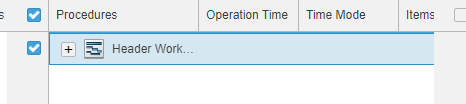 s Procedures Operation Time Time Mode Items
Header Work...